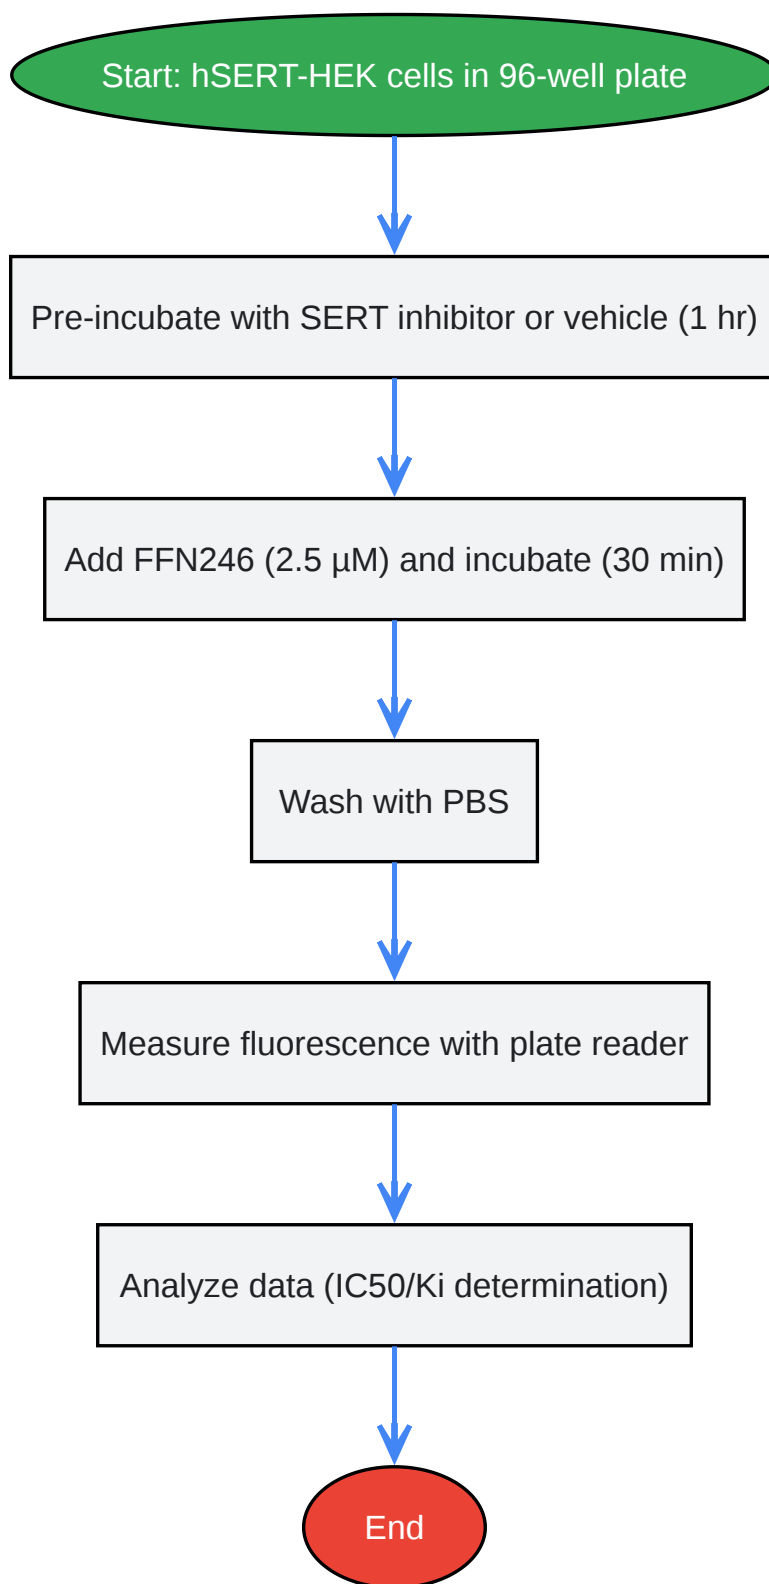 Start: hSERT-HEK cells in 96-well plate
Pre-incubate with SERT inhibitor or vehicle (1 hr)
Add FFN246 (2.5 µM) and incubate (30 min)
Wash with PBS
Measure fluorescence with plate reader
Analyze data (IC50/Ki determination)
End